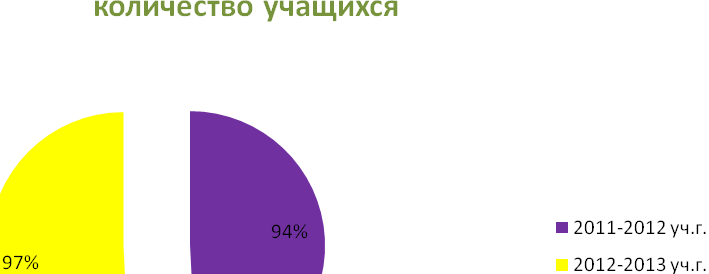 количество учащихся
94%
2011-2012 уч.г.
97%
2012-2013 уч.г.